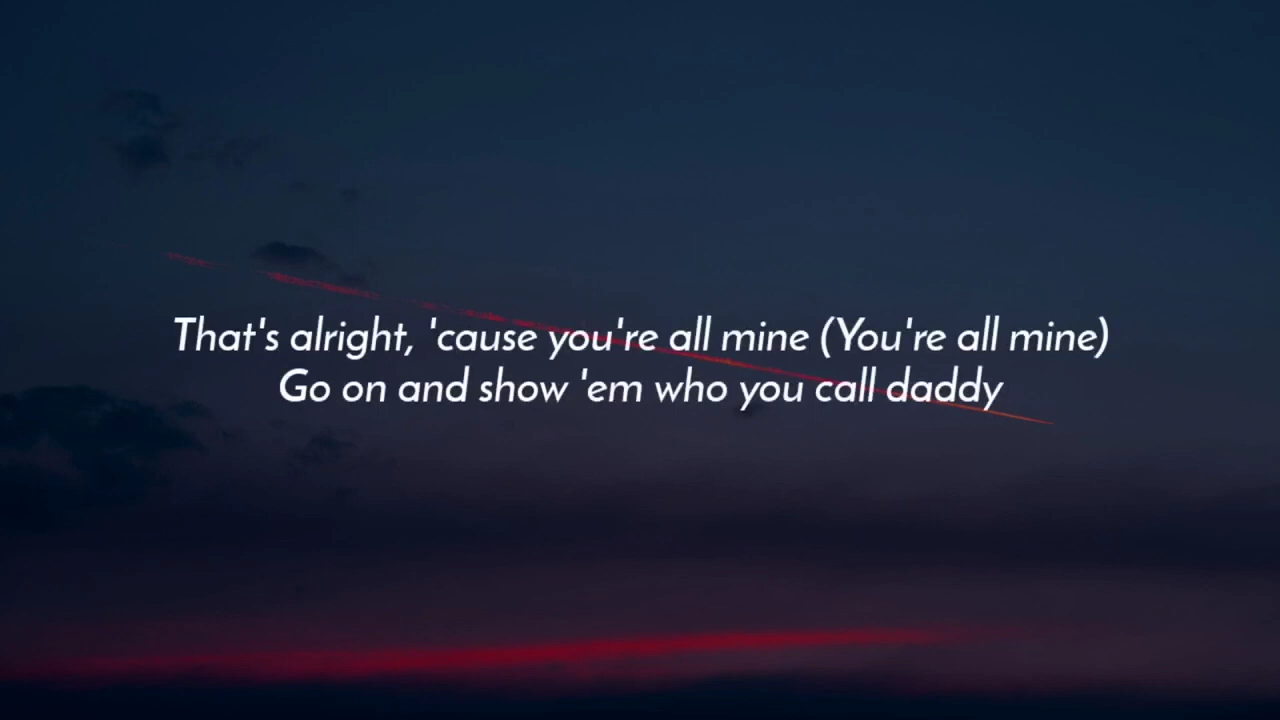 That's alright, 'cause you're all mine (You're all mine)
Go on and show 'em who you call daddy